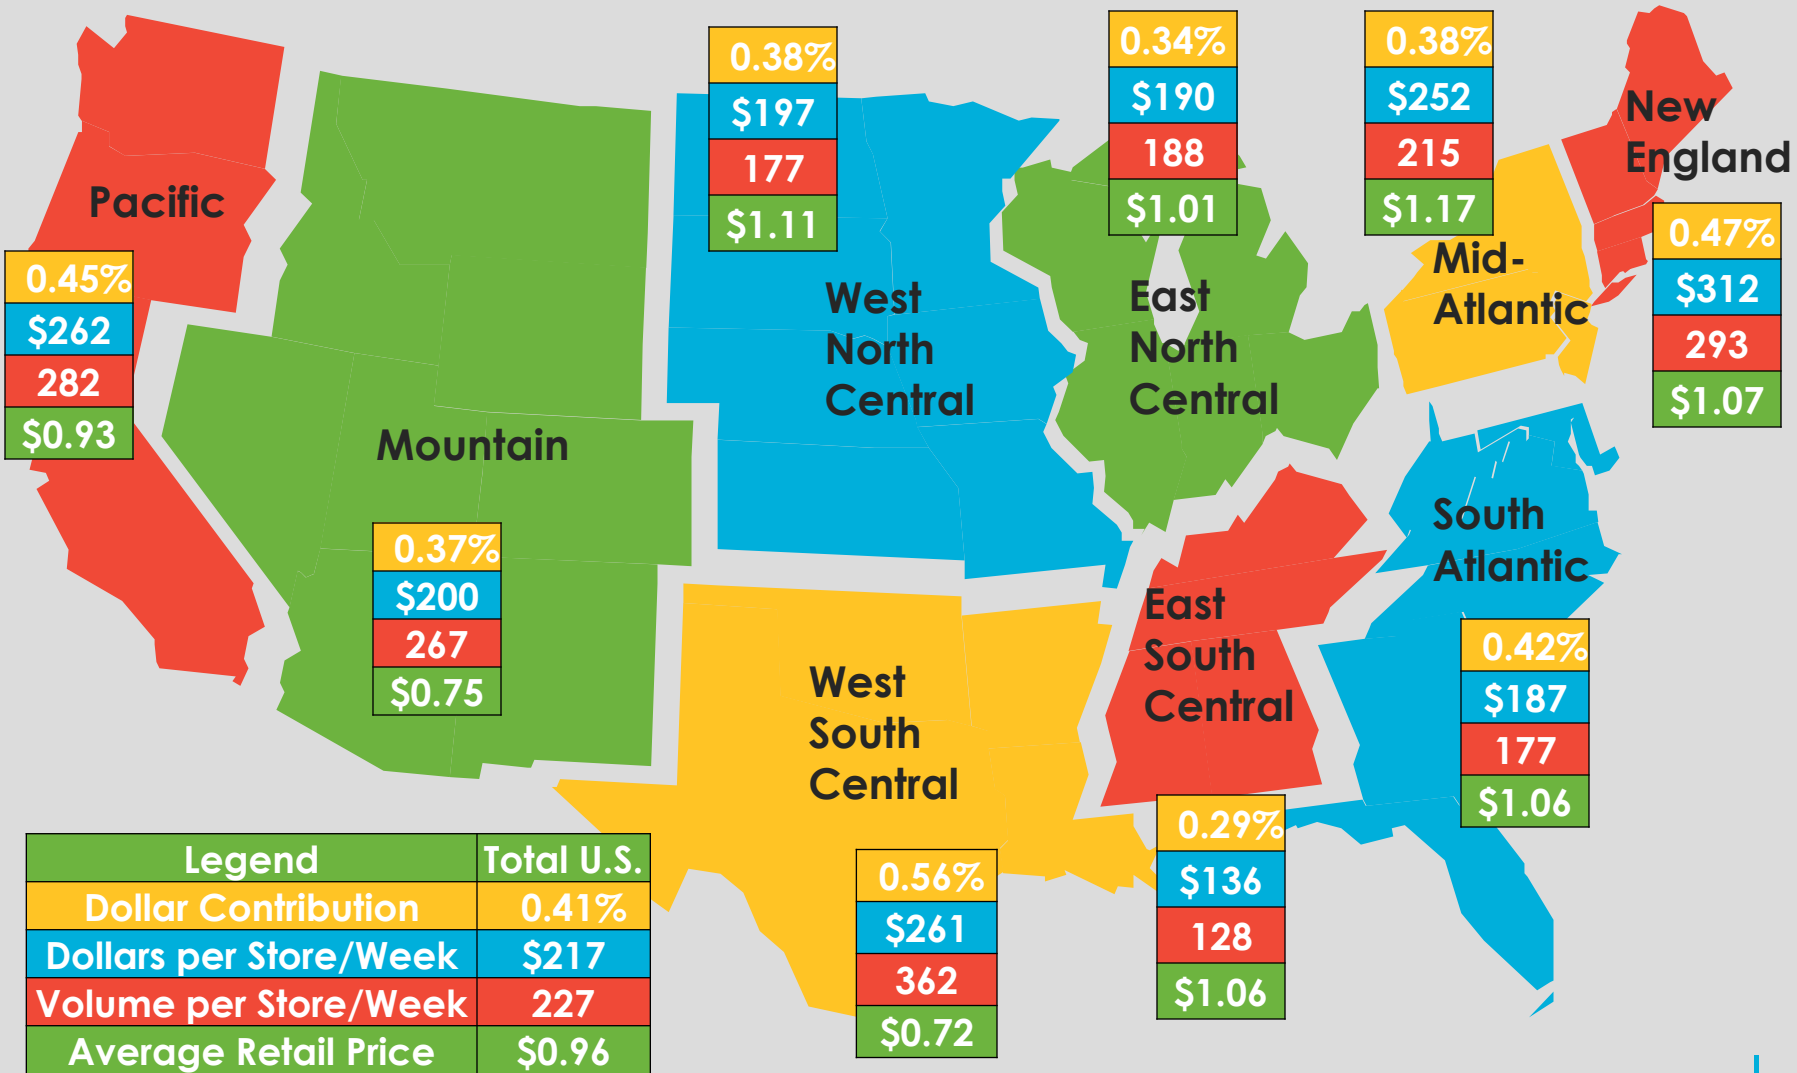 0.38%
$197
177
$1.11
0.34%
$190
188
$1.01
0.38%
$252
215
$1.17
New
England
0.47%
$312
293
$1.07
Pacific
0.45%
$262
282
$0.93
West
North
Central
East
North
Central
Mid-
Atlantic
Mountain
0.37%
$200
267
$0.75
South
Atlantic
0.42%
$187
177
$1.06
East
South
Central
0.29%
$136
128
$1.06
West
South
Central
0.56%
$261
362
$0.72
Legend Total U.S.
Dollar Contribution 0.41%
Dollars per Store/Week $217
Volume per Store/Week 227
Average Retail Price $0.96